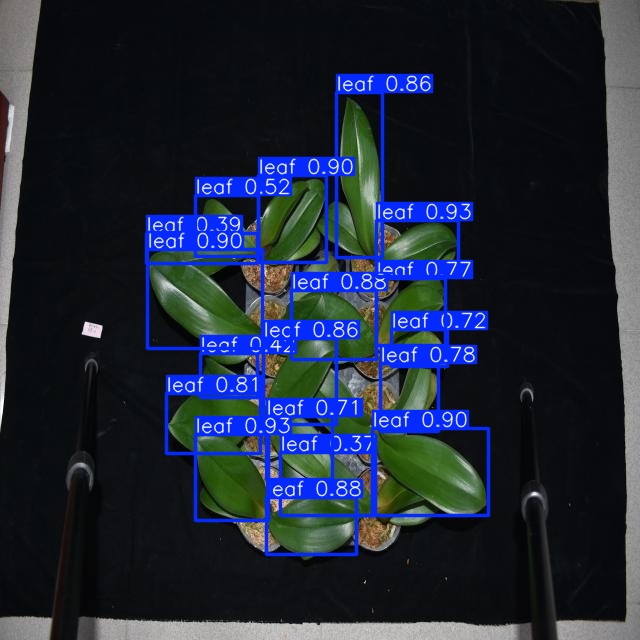 leaf 0.86
leaf 0.90
leaf 0.52
leaf 0.93
leaf 0.39
leaf 0.90
leaf 0.77
leaf 0.88
leaf 0.72
leaf 0.86
leaf 0.42
leaf 0.78
leaf 0.81
leaf 0.71
leaf 0.90
leaf 0.93
leaf 0.37
eaf 0.88